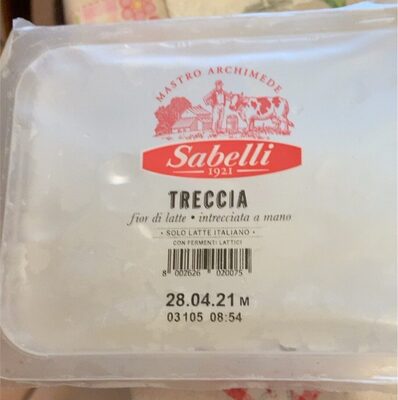 MASTRO ARCHIMEDE
Sabelli
1921
TRECCIA
fior di latte • intrecciata a mano
• SOLO LATTE ITALIANO •
CON FERMENTI LATTICI
8 002626 020075
28.04.21 M
03105 08:54